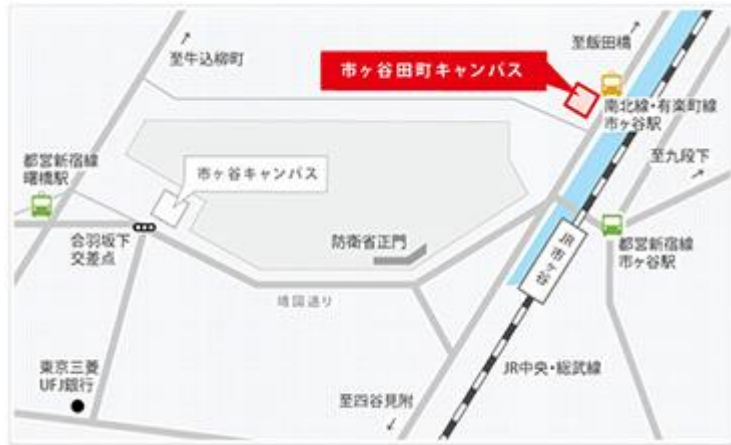 至牛込柳町
至飯田橋
市ヶ谷田町キャンパス
南北線・有楽町線
市ヶ谷駅
都営新宿線
曙橋駅
市ヶ谷キャンパス
至九段下
合羽坂下
交差点
防衛省正門
都営新宿線
市ヶ谷駅
JR市ヶ谷
靖国通り
東京三菱
UFJ銀行
JR中央・総武線
至四谷見附